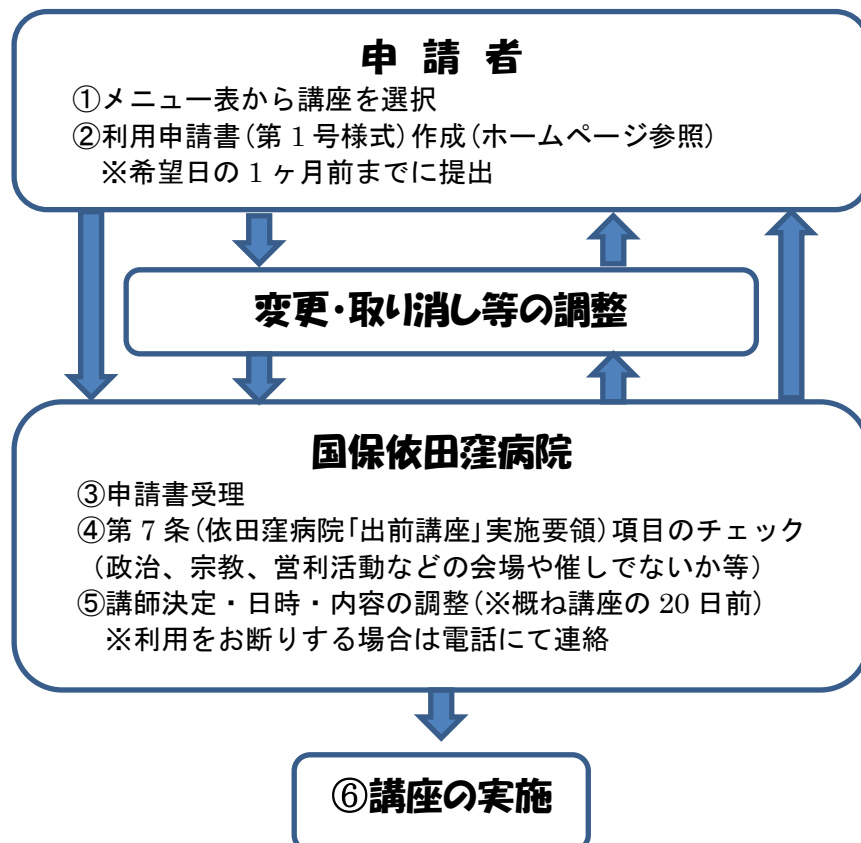 申 請 者
①メニュー表から講座を選択
②利用申請書(第1号様式)作成(ホームページ参照)
※希望日の1ヶ月前までに提出
変更・取り消し等の調整
国保依田窪病院
③申請書受理
④第7条(依田窪病院「出前講座」実施要領)項目のチェック
(政治、宗教、営利活動などの会場や催しでないか等)
⑤講師決定・日時・内容の調整(※概ね講座の20日前)
※利用をお断りする場合は電話にて連絡
⑥講座の実施